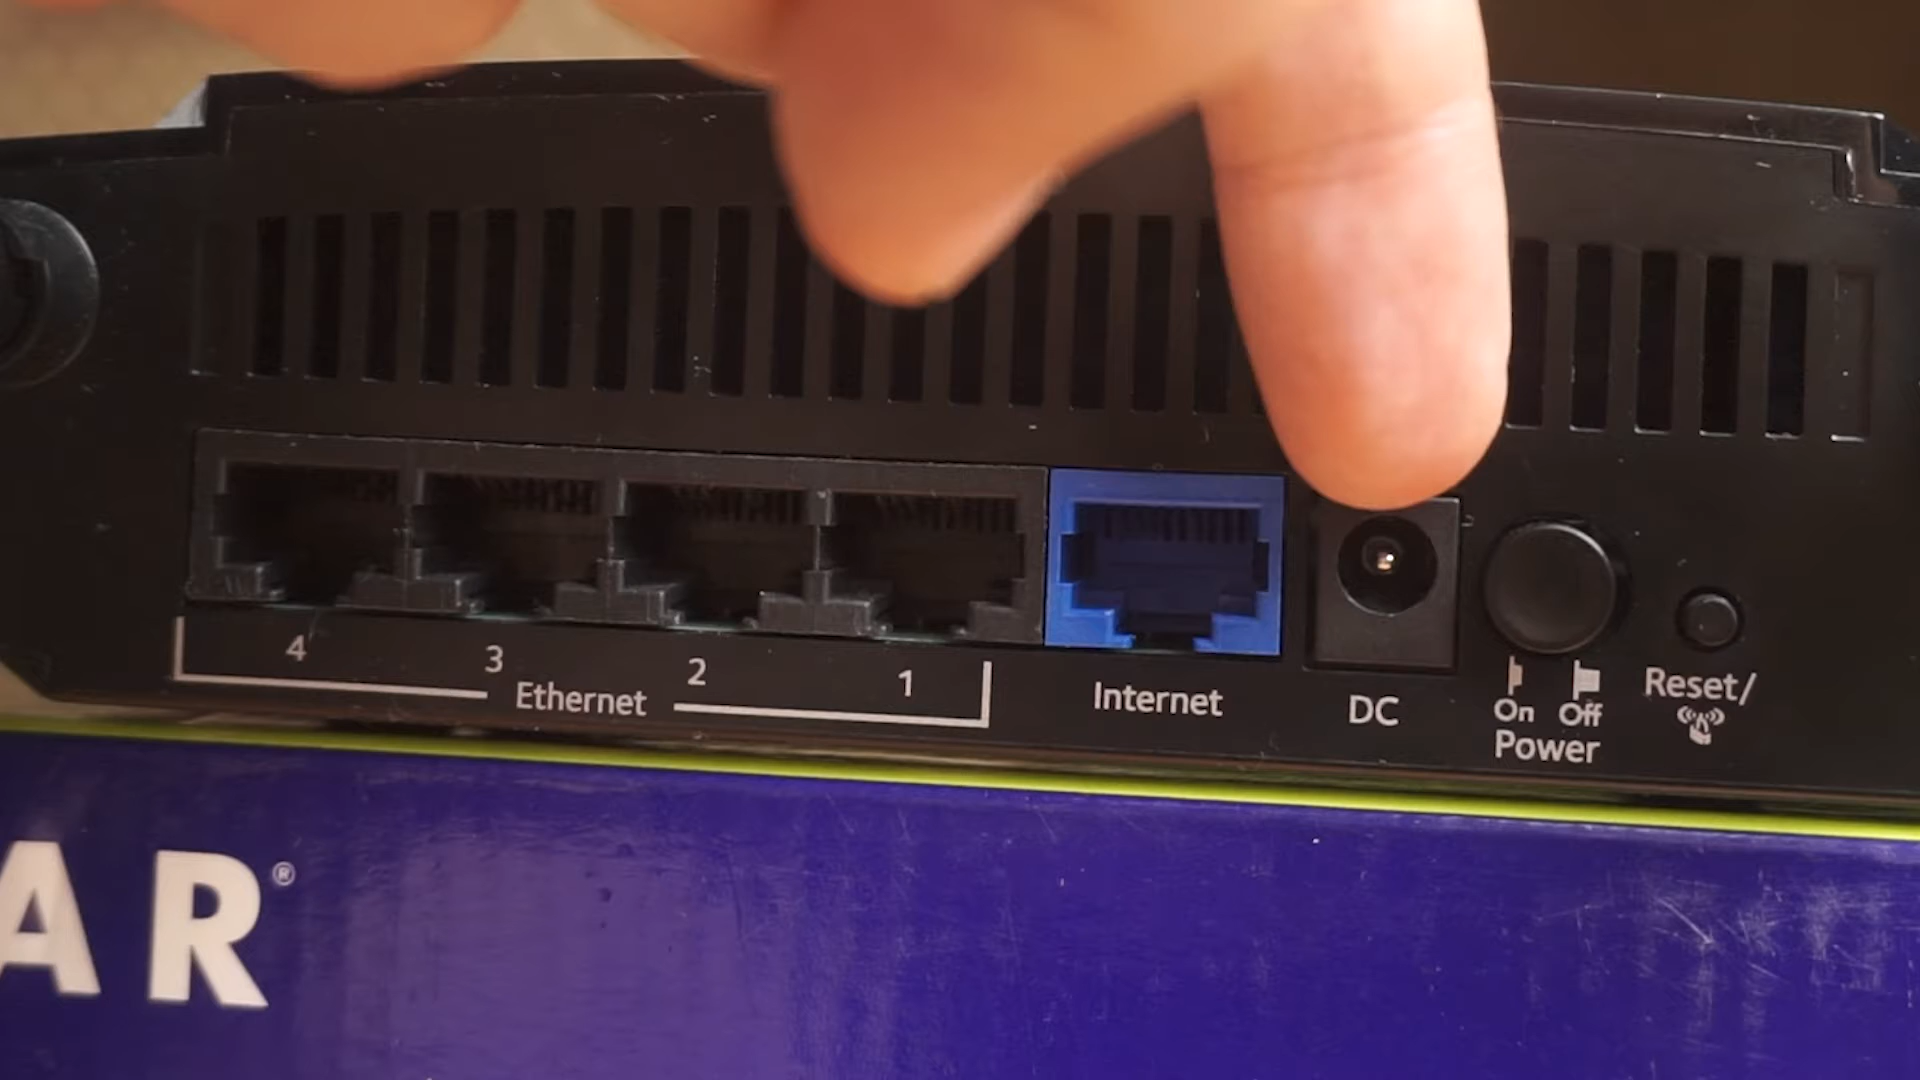 4 3 2 1
Ethernet
Internet
DC
On Off
Power
Reset/
AR®